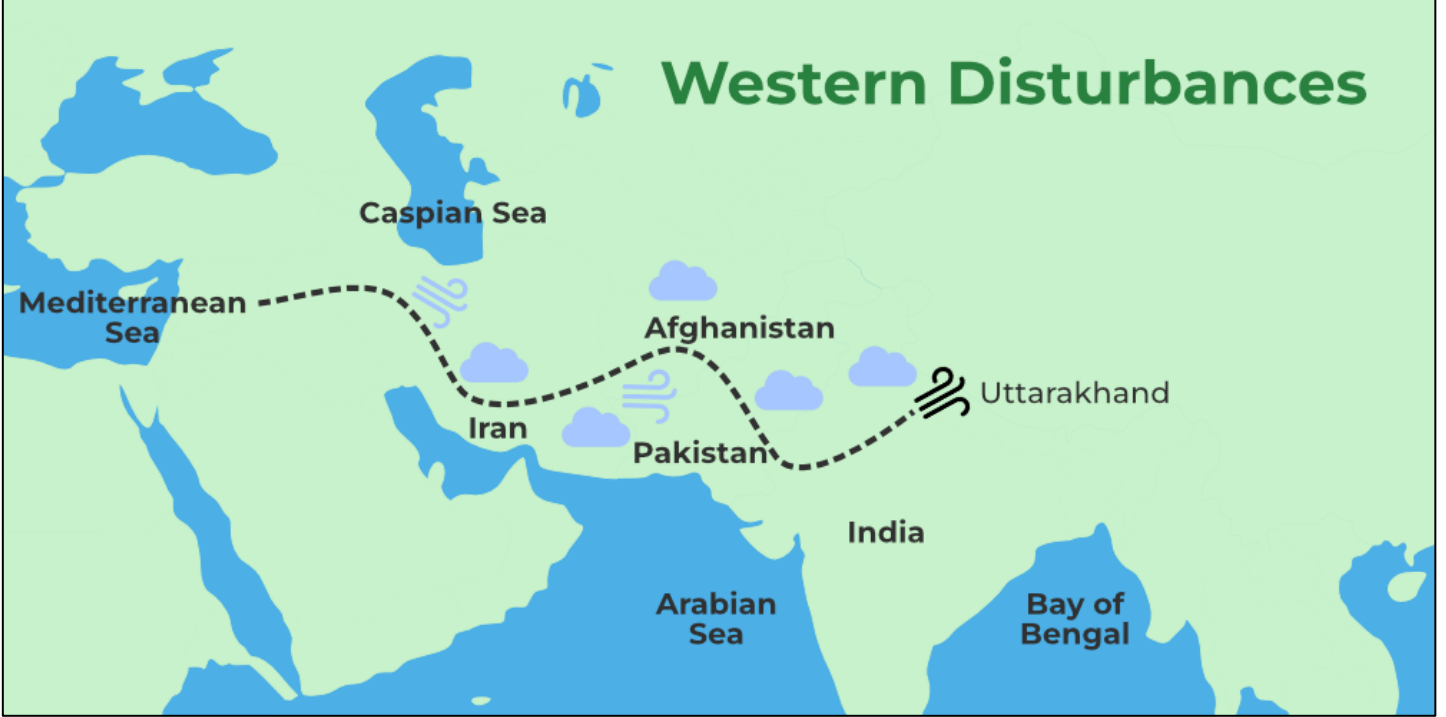 Western Disturbances
Caspian Sea
Mediterranean
Sea
Afghanistan
Uttarakhand
Iran
Pakistan
India
Arabian
Sea
Bay of
Bengal